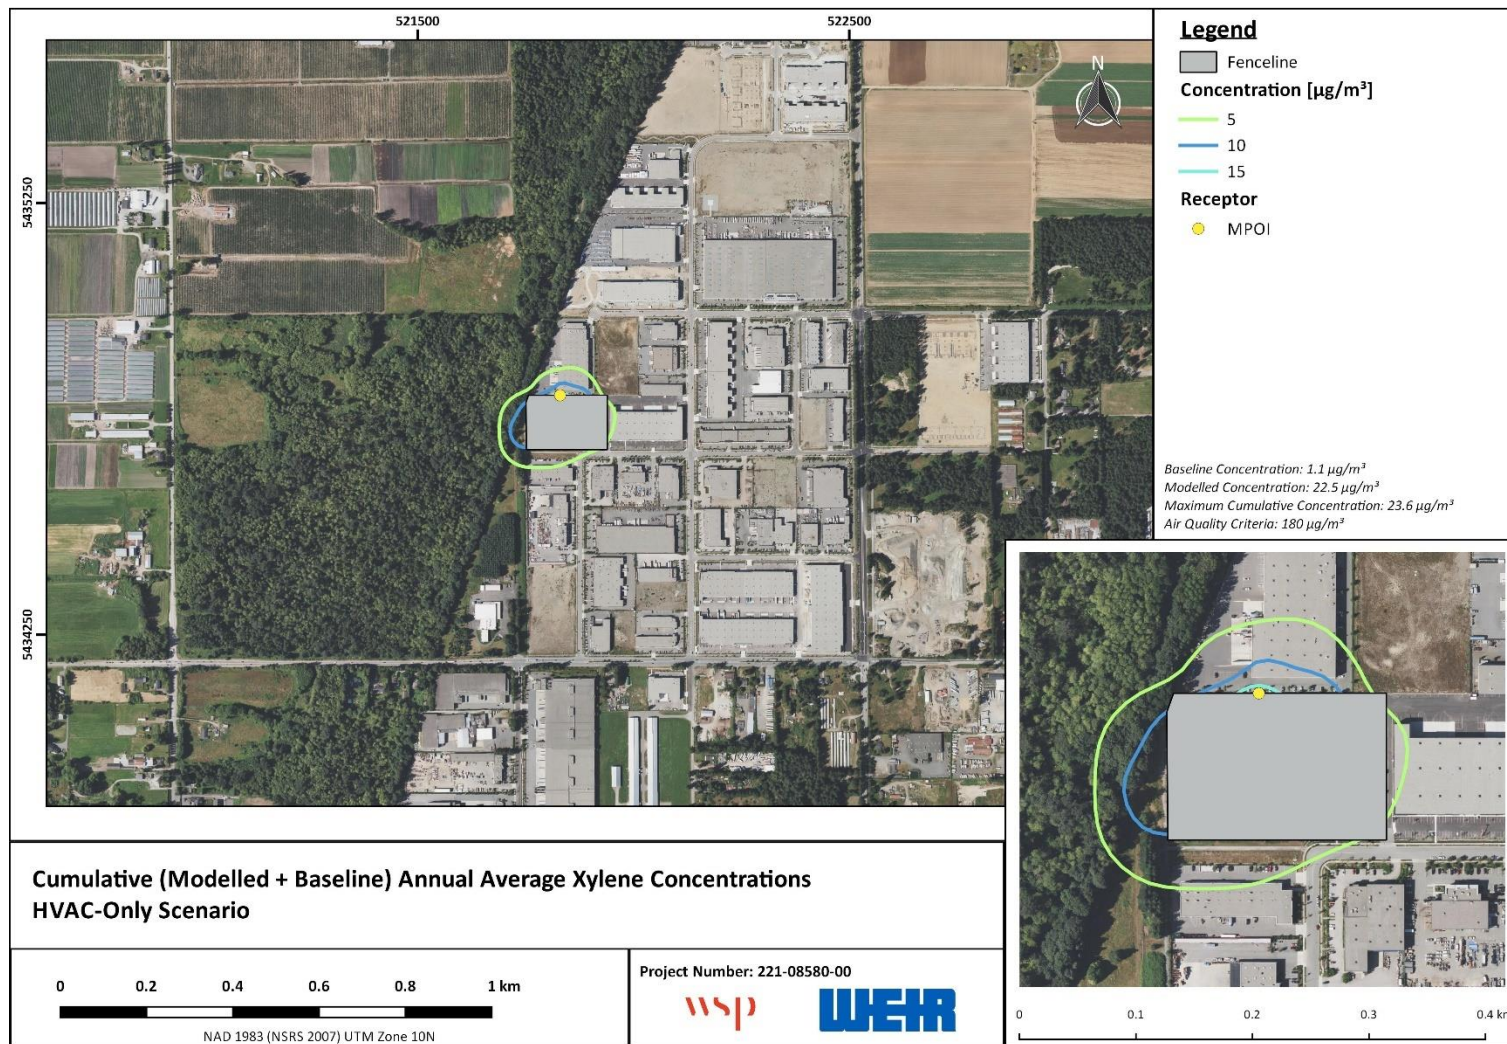 521500
522500
5435250
5434250
N
Legend
Fenceline
Concentration [µg/m³]
5
10
15
Receptor
MPOI
Baseline Concentration: 1.1 µg/m³
Modelled Concentration: 22.5 µg/m³
Maximum Cumulative Concentration: 23.6 µg/m³
Air Quality Criteria: 180 µg/m³
Cumulative (Modelled + Baseline) Annual Average Xylene Concentrations
HVAC-Only Scenario
0 0.2 0.4 0.6 0.8 1 km
NAD 1983 (NSRS 2007) UTM Zone 10N
Project Number: 221-08580-00
wsp
WEIR
0 0.1 0.2 0.3 0.4 km